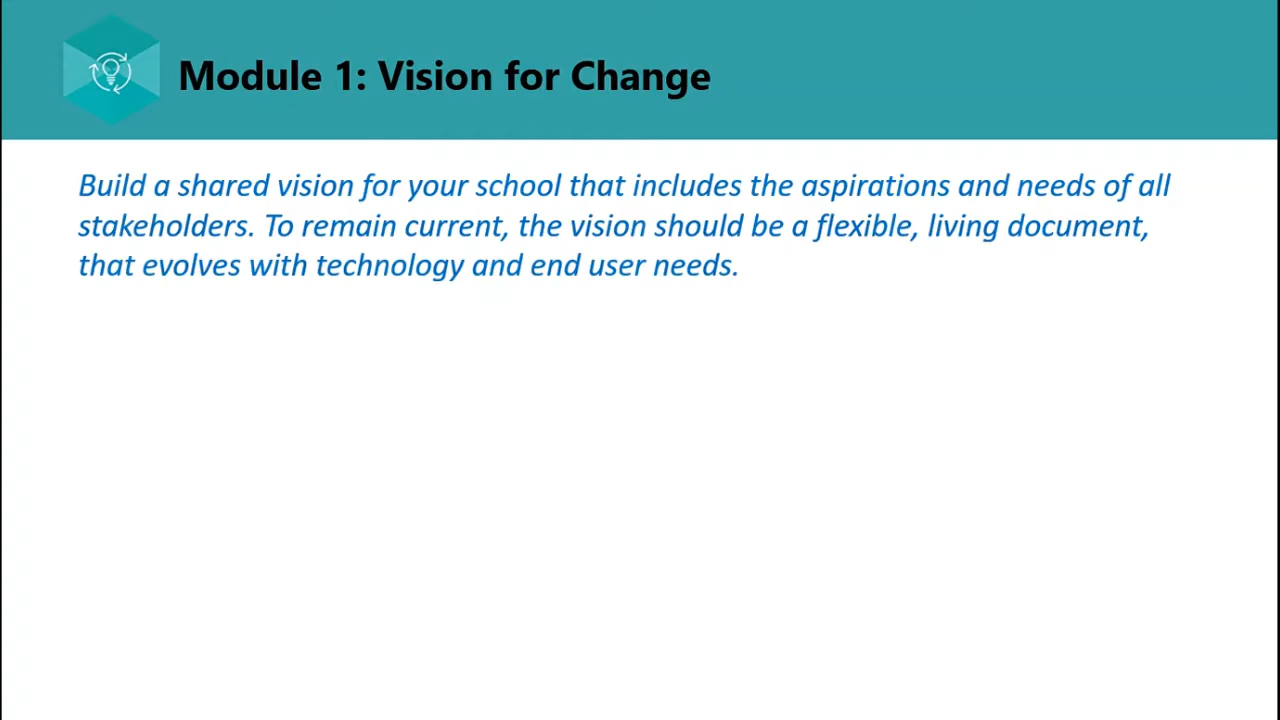 Module 1: Vision for Change
Build a shared vision for your school that includes the aspirations and needs of all
stakeholders. To remain current, the vision should be a flexible, living document,
that evolves with technology and end user needs.